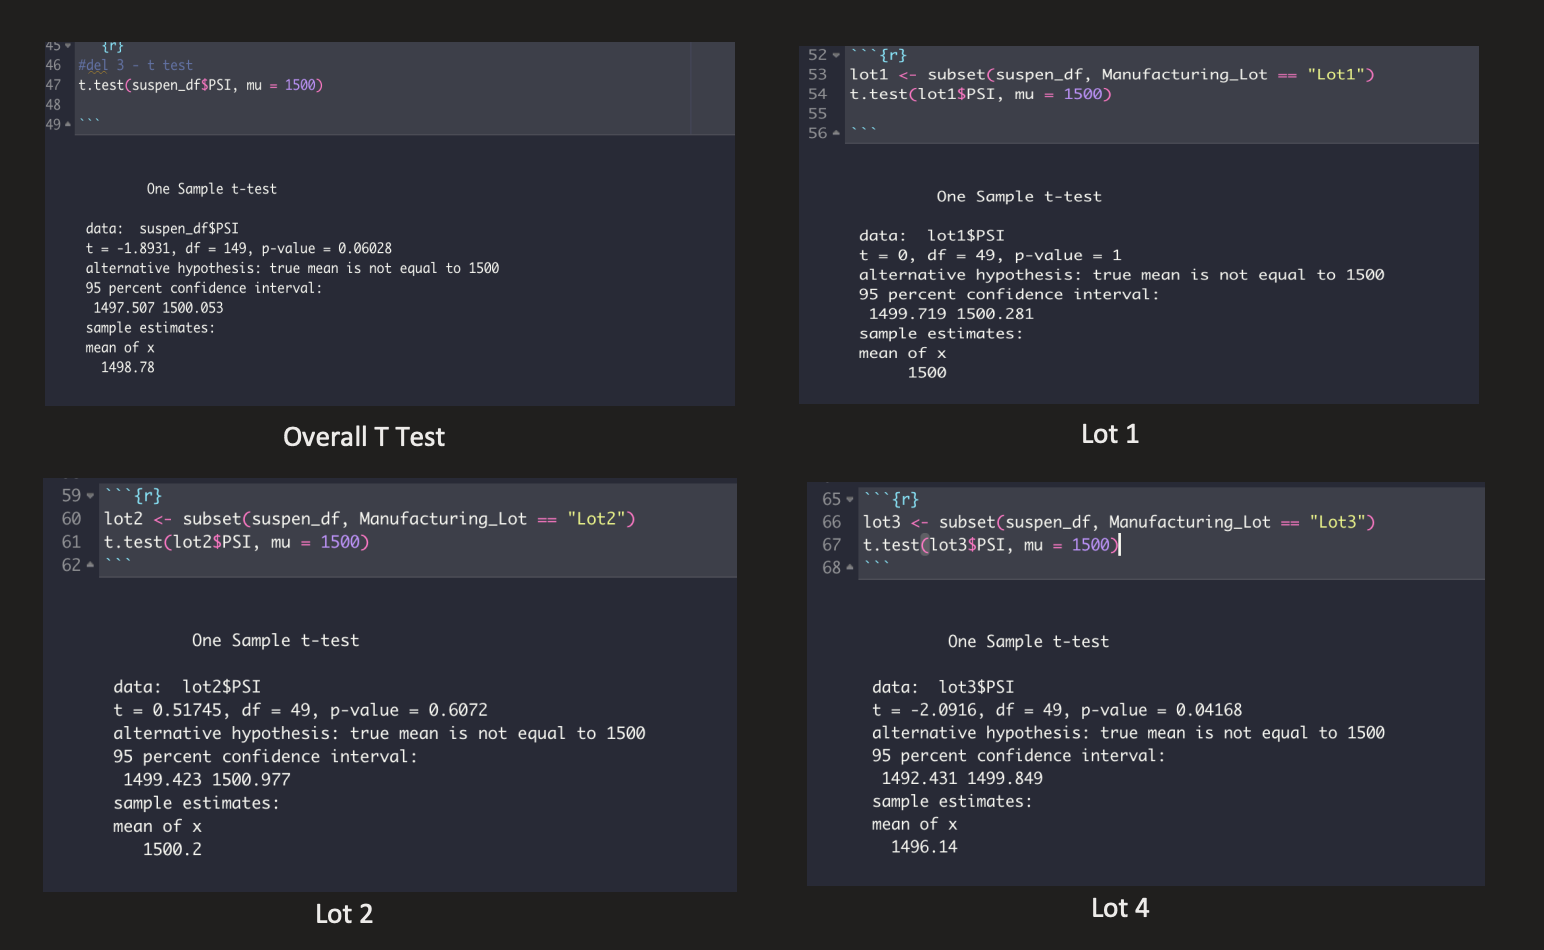 45 {r}
46 #del 3 - t test
47 t.test(suspen_df$PSI, mu = 1500)
48
49 ```
One Sample t-test
data:  suspen_df$PSI
t = -1.8931, df = 149, p-value = 0.06028
alternative hypothesis: true mean is not equal to 1500
95 percent confidence interval:
1497.507 1500.053
sample estimates:
mean of x
1498.78
Overall T Test
52 ```{r}
53 lot1 <- subset(suspen_df, Manufacturing_Lot == "Lot1")
54 t.test(lot1$PSI, mu = 1500)
55
56 ```
One Sample t-test
data:  lot1$PSI
t = 0, df = 49, p-value = 1
alternative hypothesis: true mean is not equal to 1500
95 percent confidence interval:
1499.719 1500.281
sample estimates:
mean of x
1500
Lot 1
59 ```{r}
60 lot2 <- subset(suspen_df, Manufacturing_Lot == "Lot2")
61 t.test(lot2$PSI, mu = 1500)
62 ```
One Sample t-test
data:  lot2$PSI
t = 0.51745, df = 49, p-value = 0.6072
alternative hypothesis: true mean is not equal to 1500
95 percent confidence interval:
1499.423 1500.977
sample estimates:
mean of x
1500.2
Lot 2
65 ```{r}
66 lot3 <- subset(suspen_df, Manufacturing_Lot == "Lot3")
67 t.test(lot3$PSI, mu = 1500)
68 ```
One Sample t-test
data:  lot3$PSI
t = -2.0916, df = 49, p-value = 0.04168
alternative hypothesis: true mean is not equal to 1500
95 percent confidence interval:
1492.431 1499.849
sample estimates:
mean of x
1496.14
Lot 4